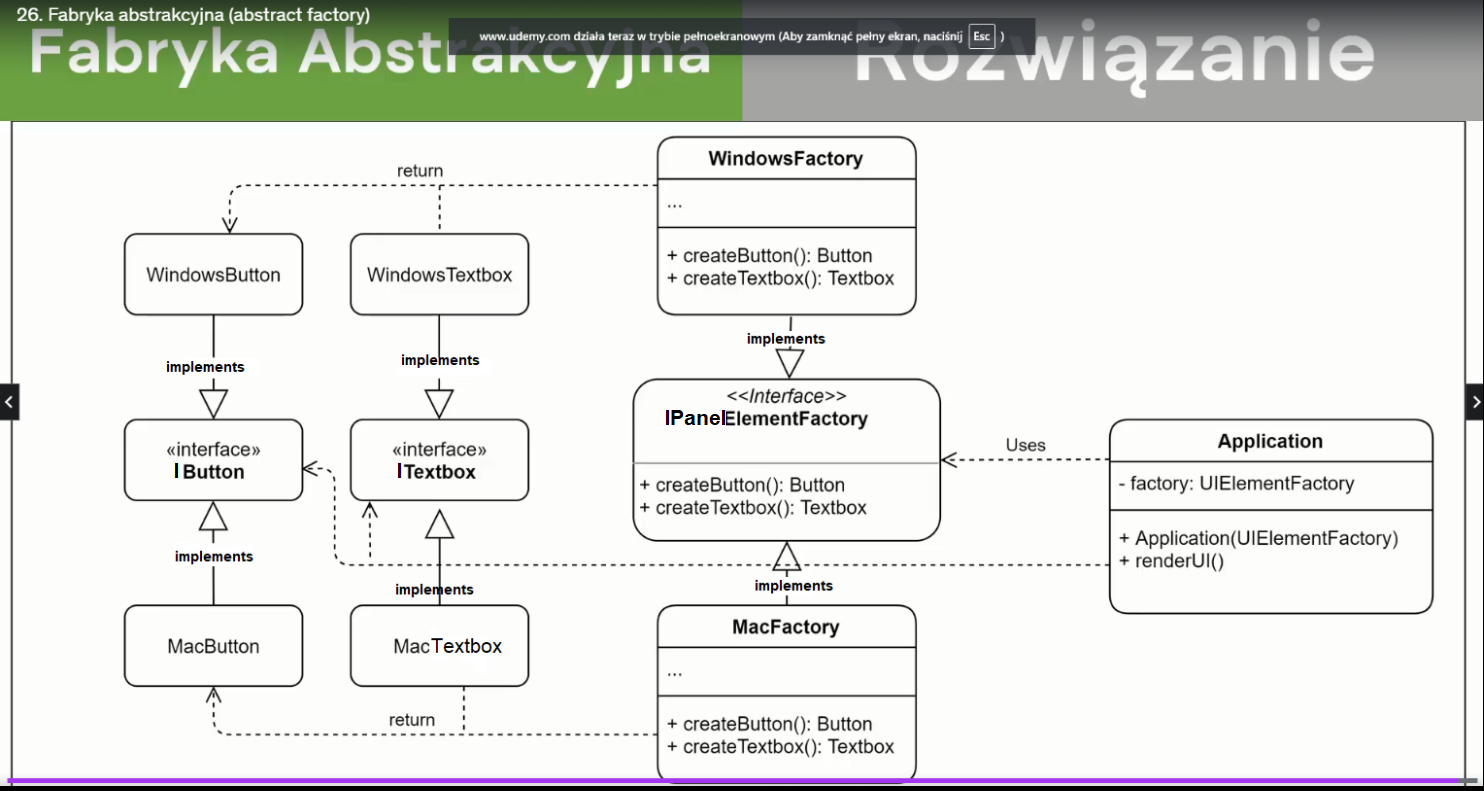 26. Fabryka abstrakcyjna (abstract factory)
www.udemy.com działa teraz w trybie pełnoekranowym (Aby zamknąć pełny ekran, naciśnij Esc )
Fabryka Abstrakcyjna
Rozwiązanie
return
WindowsFactory
...
+ createButton(): Button
+ createTextbox(): Textbox
WindowsButton
WindowsTextbox
implements
implements
implements
«interface»
IButton
«interface»
ITextbox
<<Interface>>
IPanelElementFactory
+ createButton(): Button
+ createTextbox(): Textbox
Uses
Application
- factory: UIElementFactory
+ Application(UIElementFactory)
+ renderUI()
implements
implements
implements
MacButton
MacTextbox
MacFactory
...
+ createButton(): Button
+ createTextbox(): Textbox
return